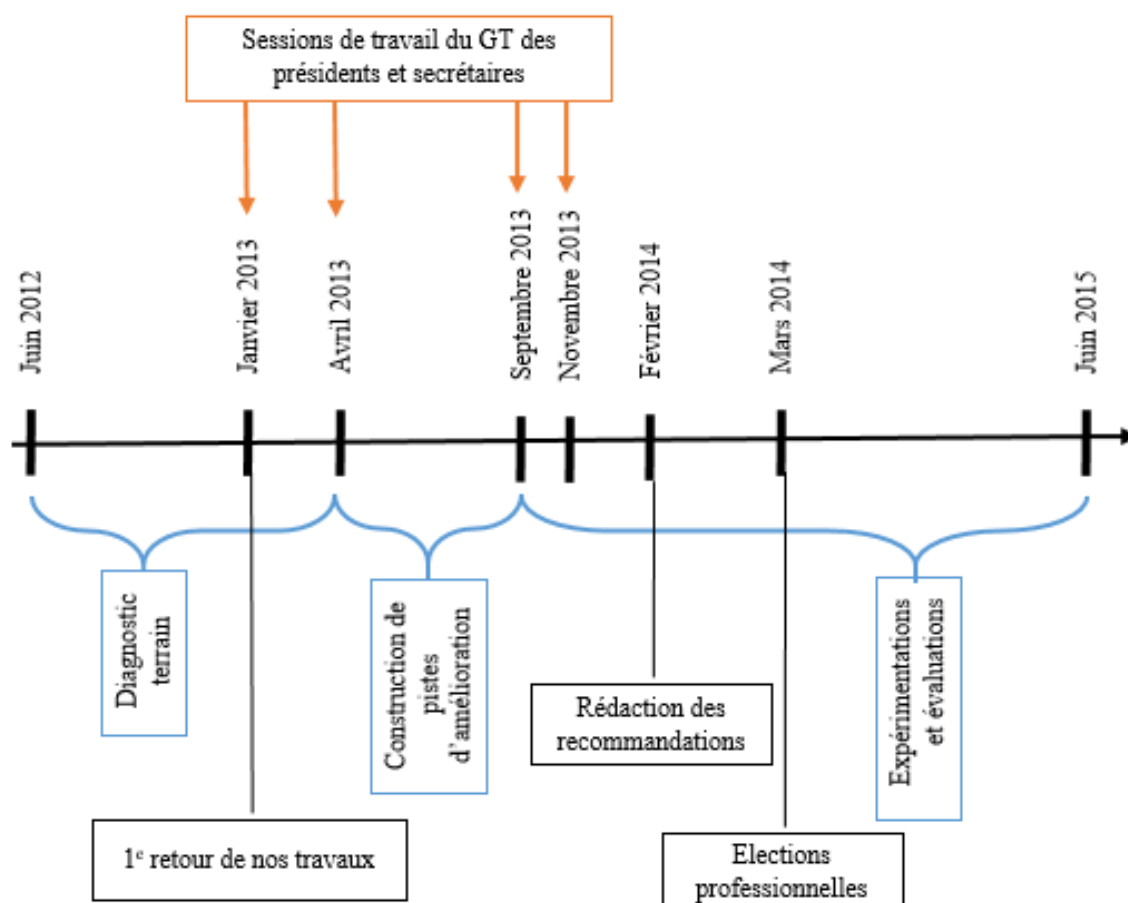 Sessions de travail du GT des
présidents et secrétaires
Juin 2012
Janvier 2013
Avril 2013
Septembre 2013
Novembre 2013
Février 2014
Mars 2014
Juin 2015
Diagnostic
terrain
Construction de
pistes
d’amélioration
Expérimentations
et évaluations
Rédaction des
recommandations
1ᵉ retour de nos travaux
Elections
professionnelles